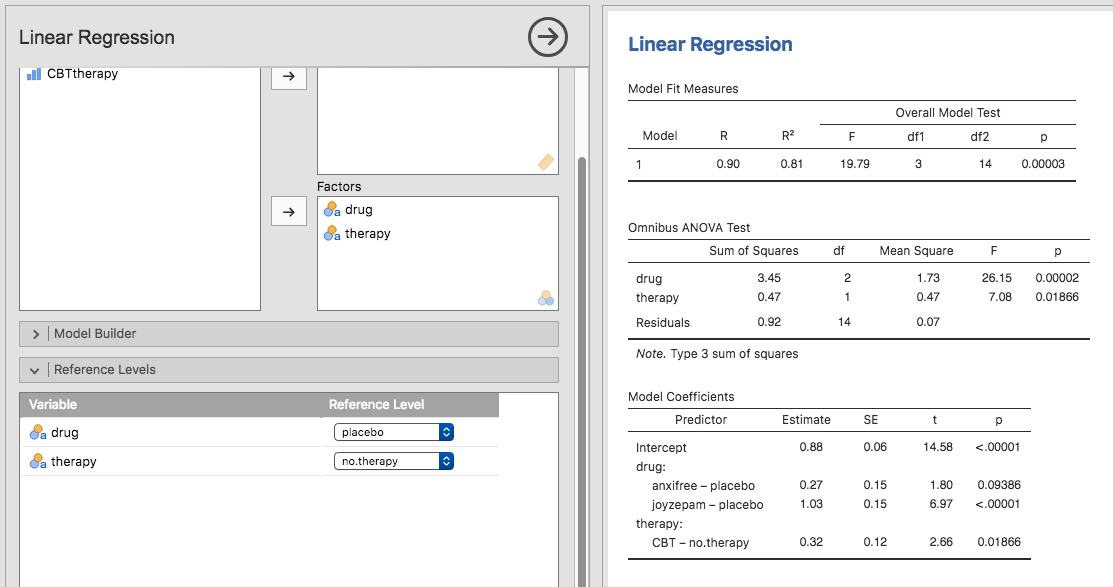 Linear Regression
CBTtherapy
Factors
drug
therapy
Model Builder
Reference Levels
Variable Reference Level
drug placebo
therapy no.therapy
Linear Regression
Model Fit Measures
Overall Model Test
Model R R² F df1 df2 p
1 0.90 0.81 19.79 3 14 0.00003
Omnibus ANOVA Test
Sum of Squares df Mean Square F p
drug 3.45 2 1.73 26.15 0.00002
therapy 0.47 1 0.47 7.08 0.01866
Residuals 0.92 14 0.07
Note. Type 3 sum of squares
Model Coefficients
Predictor Estimate SE t p
Intercept 0.88 0.06 14.58 <.00001
drug:
anxifree – placebo 0.27 0.15 1.80 0.09386
joyzepam – placebo 1.03 0.15 6.97 <.00001
therapy:
CBT – no.therapy 0.32 0.12 2.66 0.01866